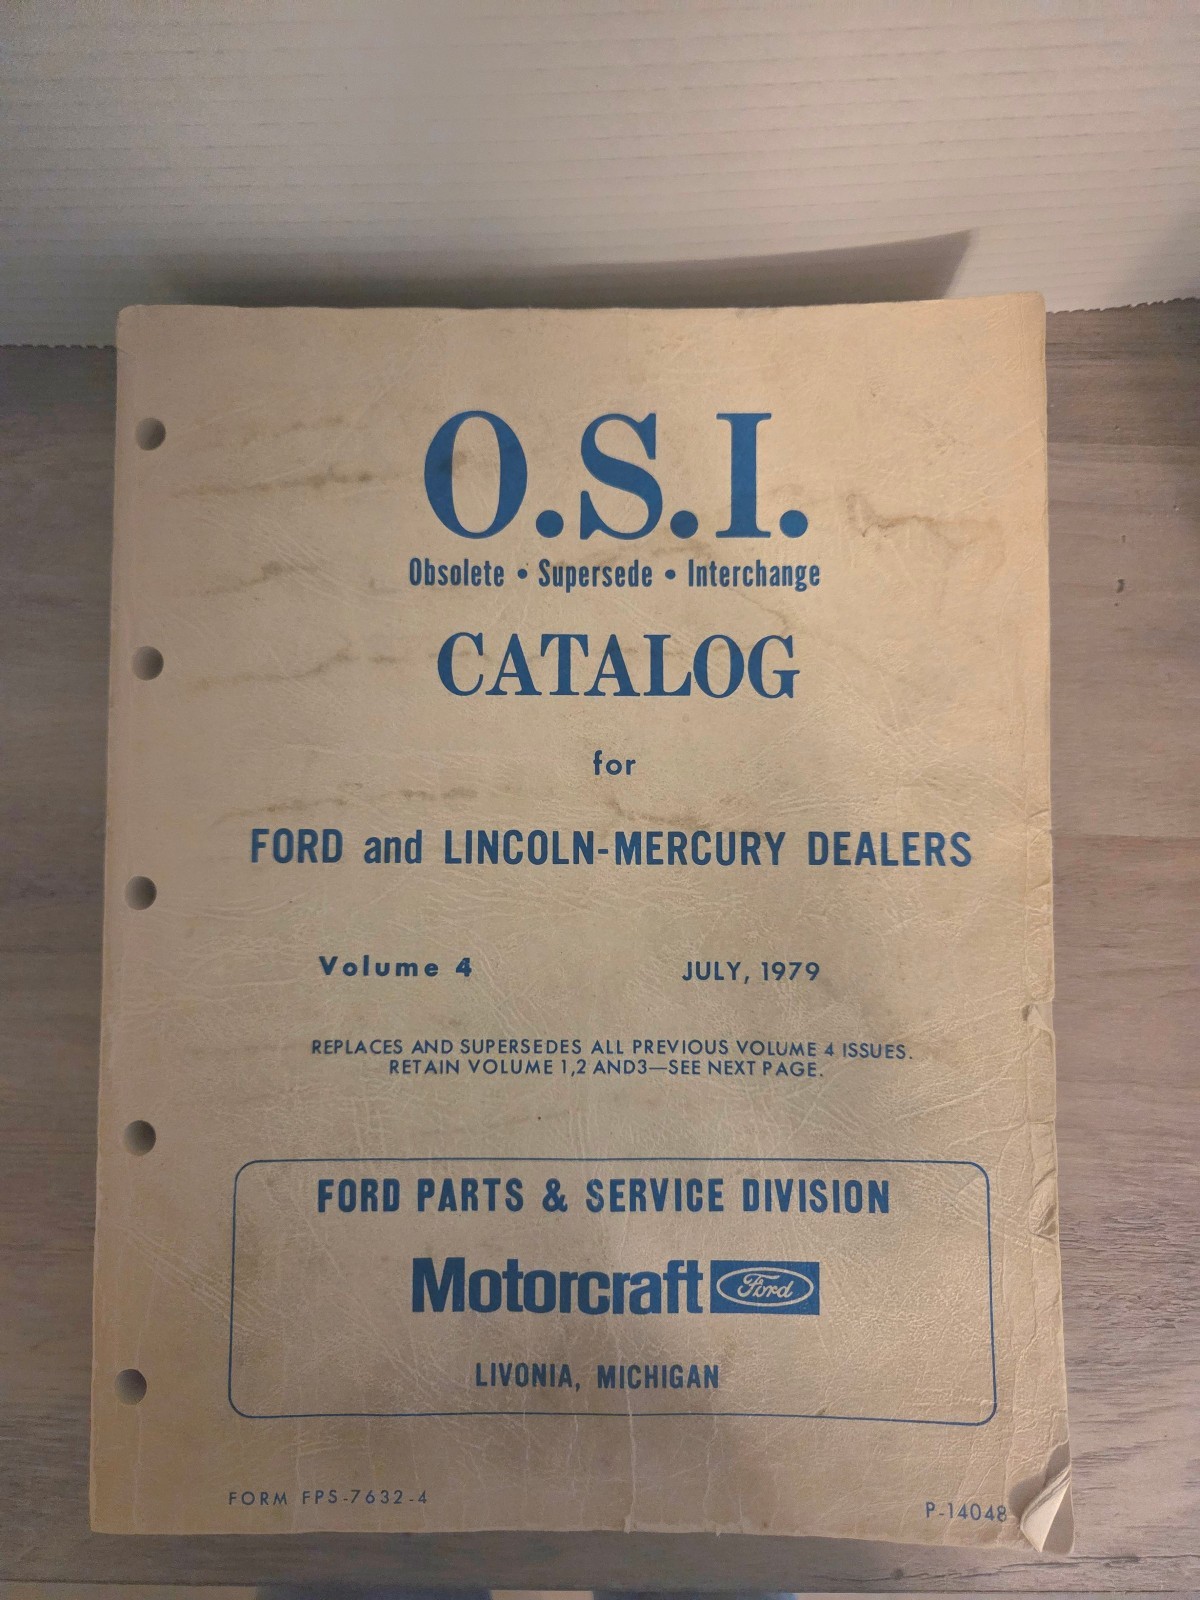 O.S.I.
Obsolete • Supersede • Interchange
CATALOG
for
FORD and LINCOLN-MERCURY DEALERS
Volume 4 JULY, 1979
REPLACES AND SUPERSEDES ALL PREVIOUS VOLUME 4 ISSUES.
RETAIN VOLUME 1,2 AND3—SEE NEXT PAGE.
FORD PARTS & SERVICE DIVISION
Motorcraft Ford
LIVONIA, MICHIGAN
FORM FPS-7632-4
P-14048